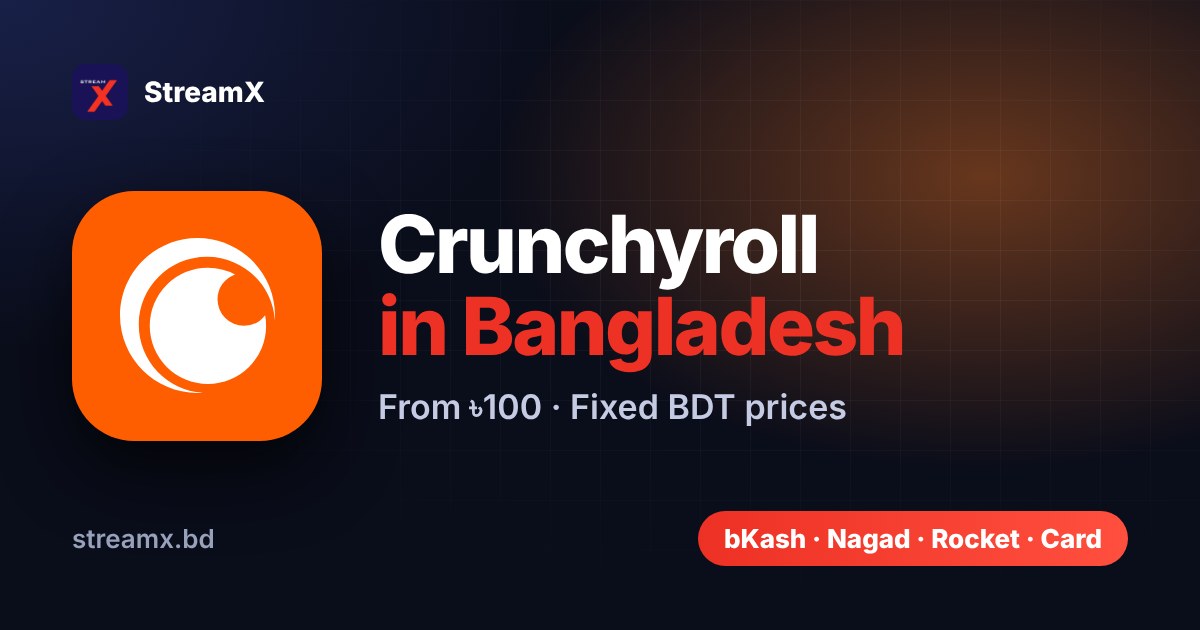 STREAM
X
StreamX
Crunchyroll
in Bangladesh
From ৳100 · Fixed BDT prices
streamx.bd
bKash · Nagad · Rocket · Card